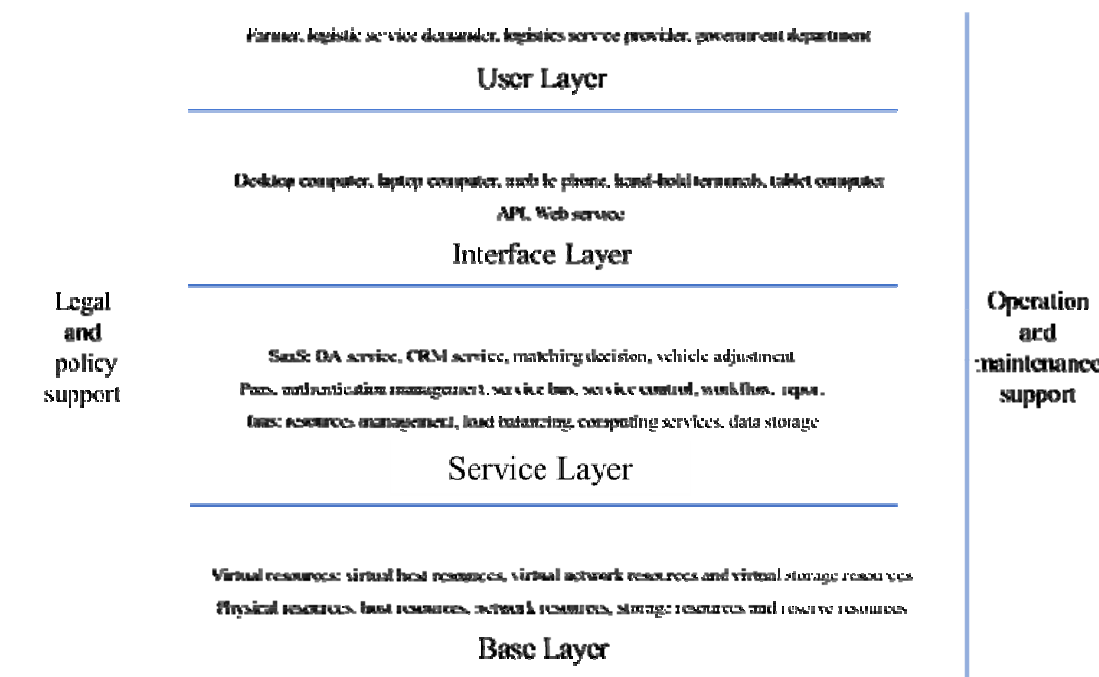 Farmer, logistic service demander, logistics service provider, government department
User Layer
Desktop computer, laptop computer, mobile phone, hand-hold terminals, tablet computer
API, Web service
Interface Layer
Legal
and
policy
support
SaaS: OA service, CRM service, matching decision, vehicle adjustment
authentication management, service bus, service control, workflow,
IaaS: resources management, load balancing, computing services, data storage
Service Layer
Virtual resources: virtual host resources, virtual network resources and virtual storage resources
Physical resources, host resources, network resources, storage resources and reserve resources
Base Layer
Operation
and
maintenance
support